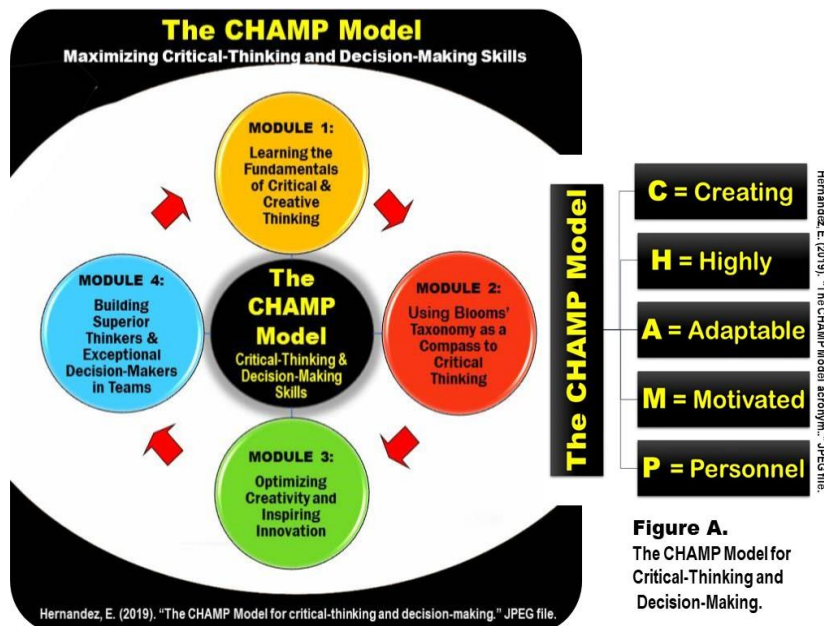 The CHAMP Model
Maximizing Critical-Thinking and Decision-Making Skills
MODULE 1:
Learning the
Fundamentals
of Critical &
Creative
Thinking
MODULE 2:
Using Blooms'
Taxonomy as a
Compass to
Critical
Thinking
MODULE 3:
Optimizing
Creativity and
Inspiring
Innovation
MODULE 4:
Building
Superior
Thinkers &
Exceptional
Decision-Makers
in Teams
The
CHAMP
Model
Critical-Thinking &
Decision-Making
Skills
Hernandez, E. (2019). "The CHAMP Model for critical-thinking and decision-making." JPEG file.
The CHAMP Model
C = Creating
H = Highly
A = Adaptable
M = Motivated
P = Personnel
Hernandez, E. (2019). "The CHAMP Model acronym.." JPEG file.
Figure A.
The CHAMP Model for
Critical-Thinking and
Decision-Making.